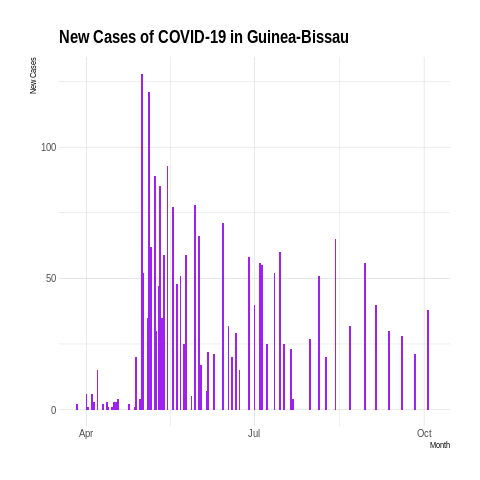 New Cases of COVID-19 in Guinea-Bissau
New Cases
100
50
0
Apr
Jul
Oct
Month